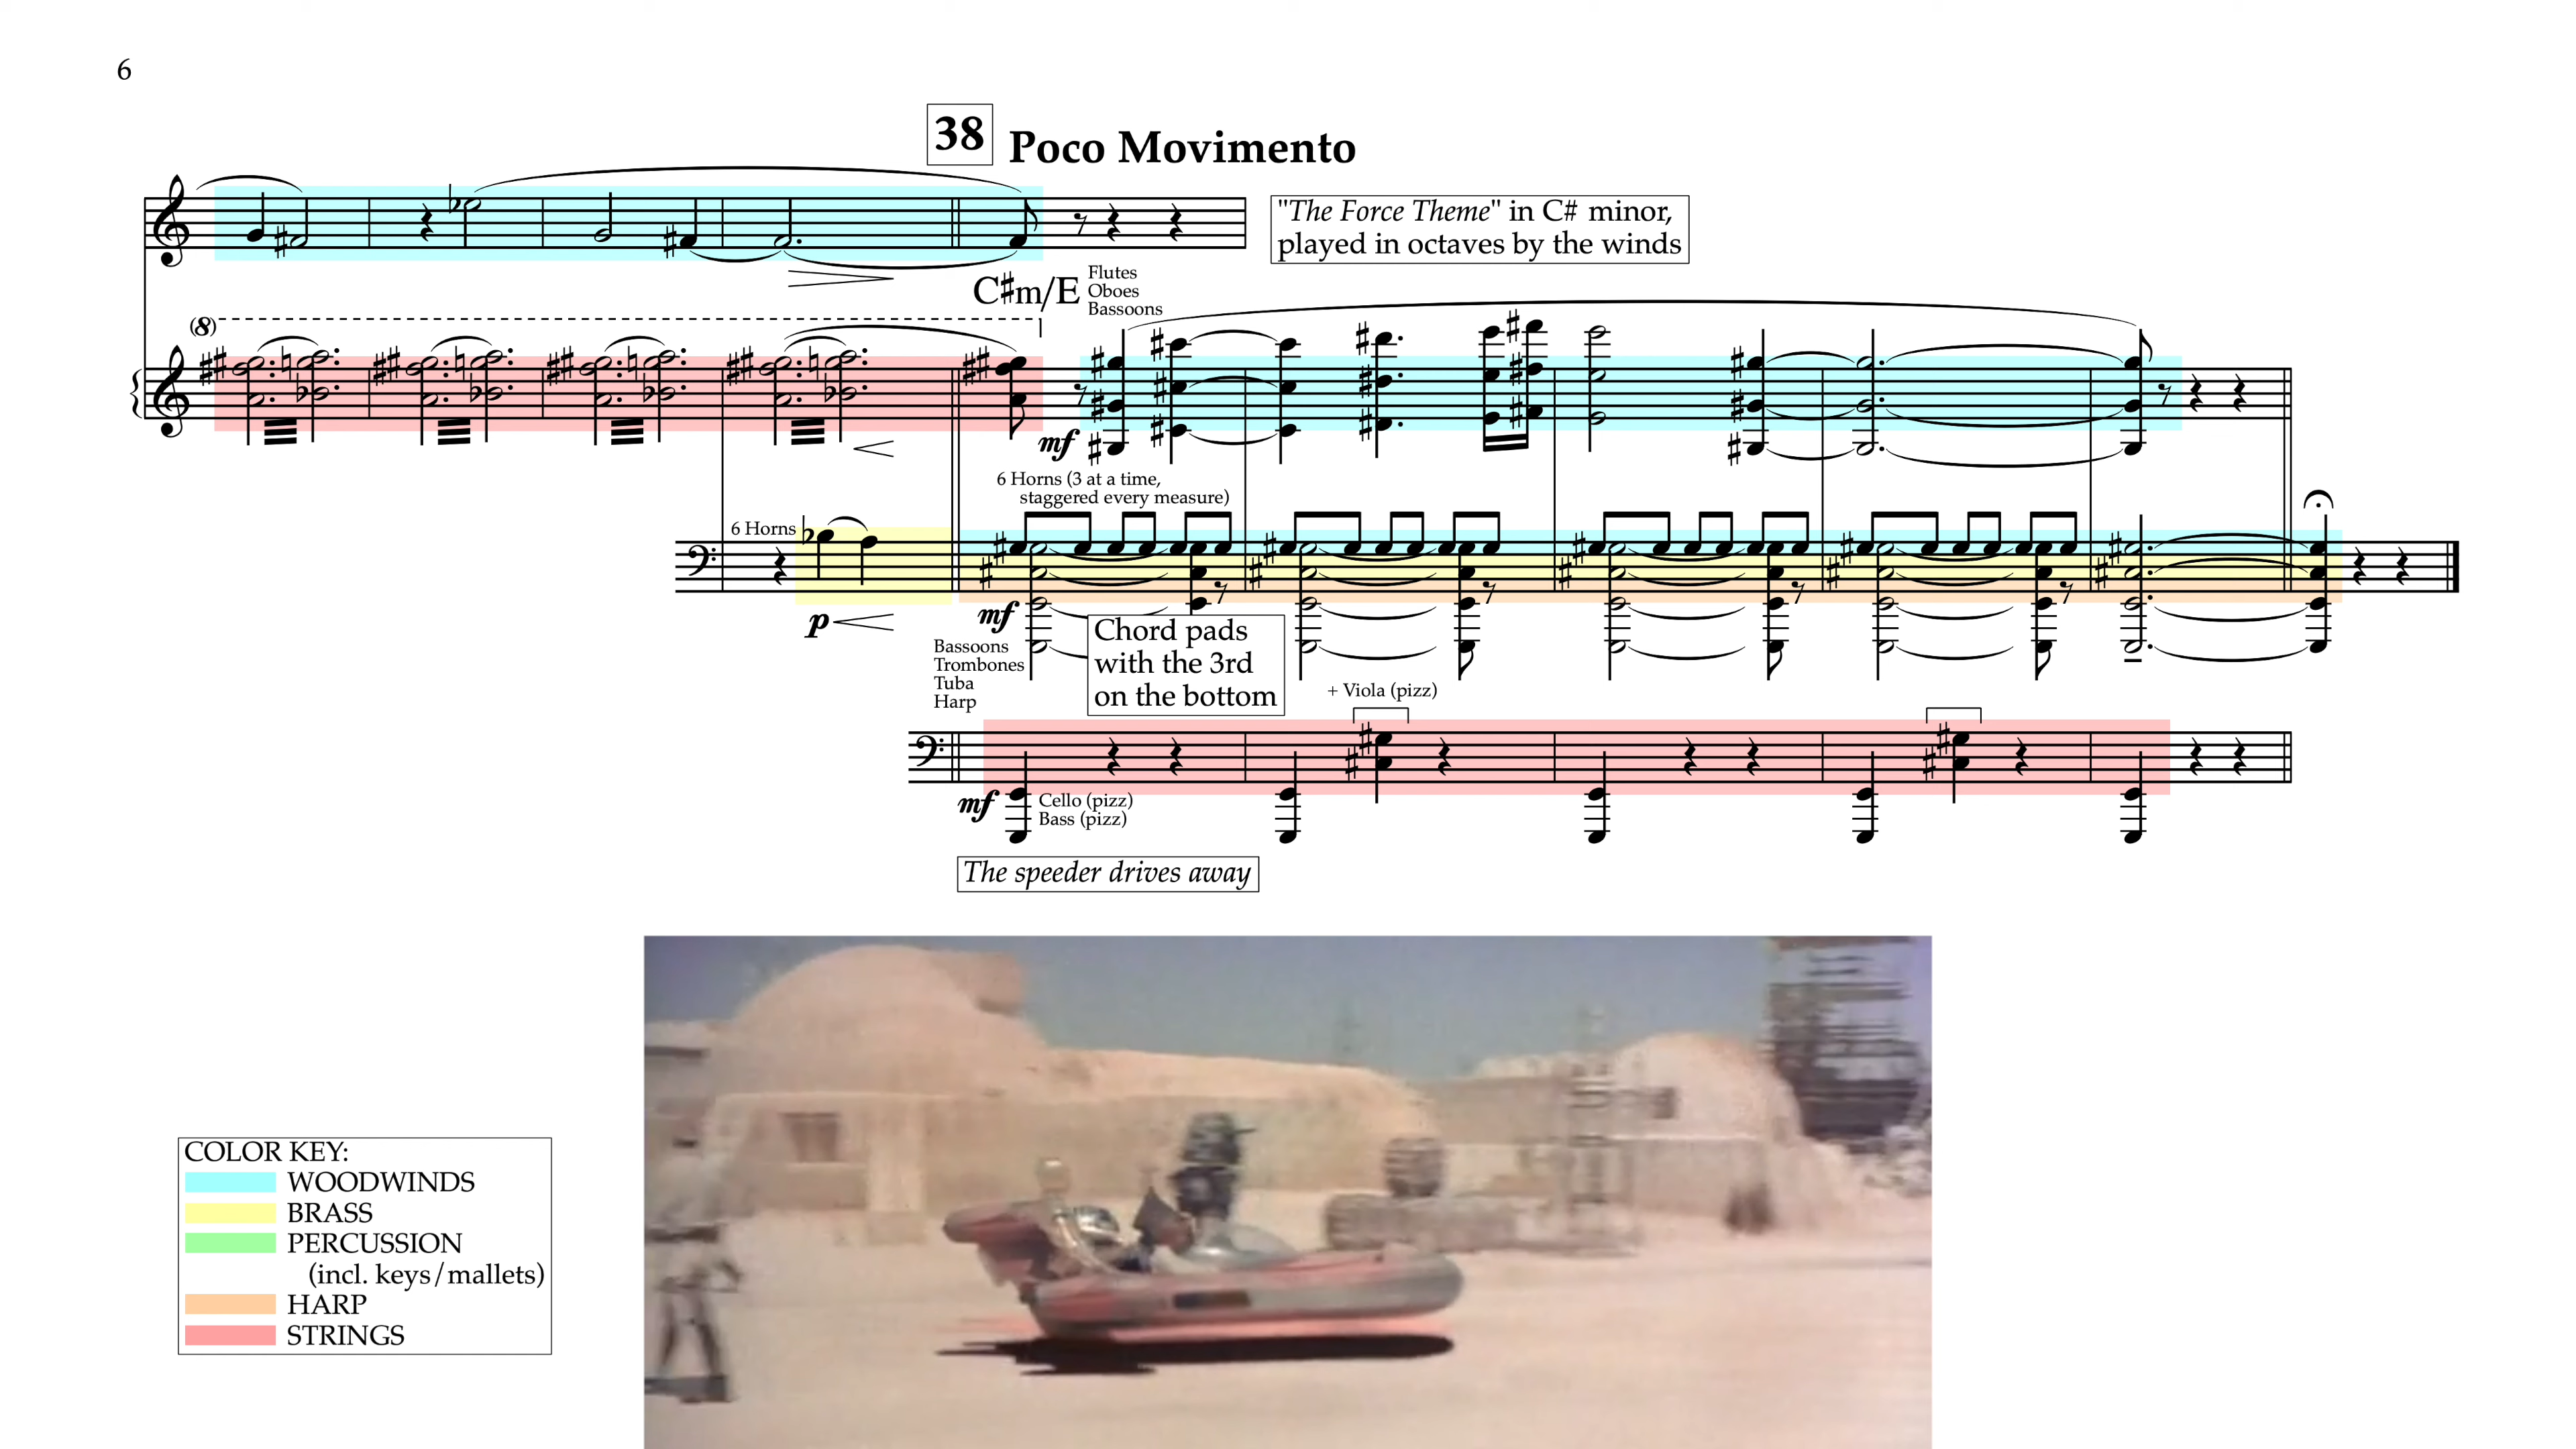 6
38 Poco Movimento
"The Force Theme" in C# minor,
played in octaves by the winds
C♯m/E
Flutes
Oboes
Bassoons
(8)
mf
6 Horns (3 at a time,
staggered every measure)
6 Horns
p
mf
Bassoons
Trombones
Tuba
Harp
Chord pads
with the 3rd
on the bottom
+ Viola (pizz)
mf
Cello (pizz)
Bass (pizz)
The speeder drives away
COLOR KEY:
WOODWINDS
BRASS
PERCUSSION
(incl. keys/mallets)
HARP
STRINGS